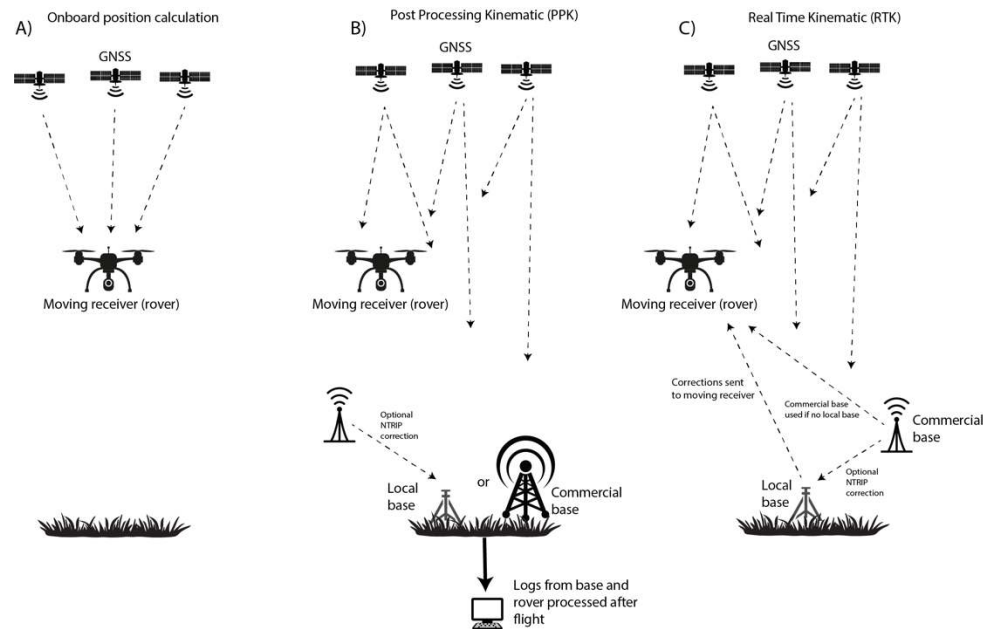 A)
Onboard position calculation
GNSS
Moving receiver (rover)
B)
Post Processing Kinematic (PPK)
GNSS
Moving receiver (rover)
Optional
NTRIP
correction
Local
base
or
Commercial
base
Logs from base and
rover processed after
flight
C)
Real Time Kinematic (RTK)
GNSS
Moving receiver (rover)
Corrections sent
to moving receiver
Commercial base
used if no local base
Commercial
base
Optional
NTRIP
correction
Local
base